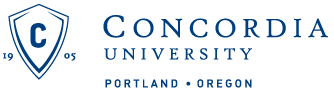 C
19 05
CONCORDIA
UNIVERSITY
PORTLAND • OREGON